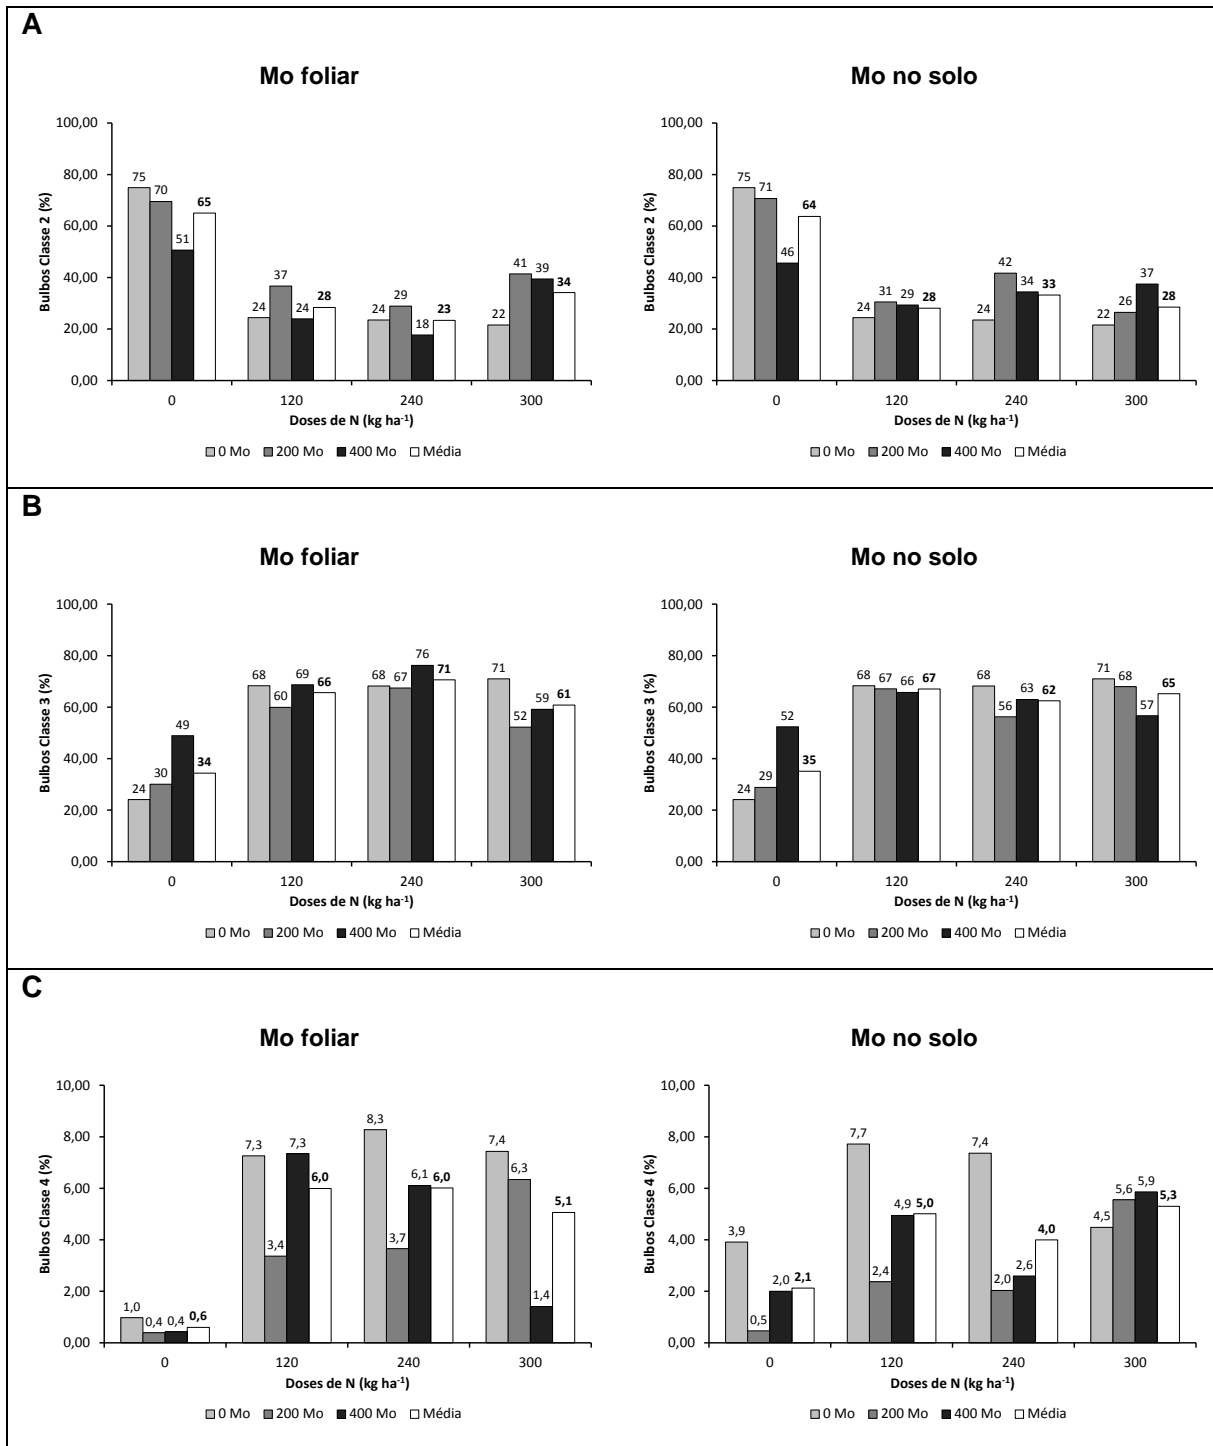 A
Mo foliar
Bulbos Classe 2 (%)
100,00
80,00
60,00
40,00
20,00
0,00
75 70 51 65
24 37 24 28
24 29 18 23
22 41 39 34
0 120 240 300
Doses de N (kg ha⁻¹)
0 Mo 200 Mo 400 Mo Média
Mo no solo
Bulbos Classe 2 (%)
100,00
80,00
60,00
40,00
20,00
0,00
75 71 46 64
24 31 29 28
24 42 34 33
22 26 37 28
0 120 240 300
Doses de N (kg ha⁻¹)
0 Mo 200 Mo 400 Mo Média
B
Mo foliar
Bulbos Classe 3 (%)
100,00
80,00
60,00
40,00
20,00
0,00
24 30 49 34
68 60 69 66
68 67 76 71
71 52 59 61
0 120 240 300
Doses de N (kg ha⁻¹)
0 Mo 200 Mo 400 Mo Média
Mo no solo
Bulbos Classe 3 (%)
100,00
80,00
60,00
40,00
20,00
0,00
24 29 52 35
68 67 66 67
68 56 63 62
71 68 57 65
0 120 240 300
Doses de N (kg ha⁻¹)
0 Mo 200 Mo 400 Mo Média
C
Mo foliar
Bulbos Classe 4 (%)
10,00
8,00
6,00
4,00
2,00
0,00
1,0 0,4 0,4 0,6
7,3 3,4 7,3 6,0
8,3 3,7 6,1 6,0
7,4 6,3 1,4 5,1
0 120 240 300
Doses de N (kg ha⁻¹)
0 Mo 200 Mo 400 Mo Média
Mo no solo
Bulbos Classe 4 (%)
10,00
8,00
6,00
4,00
2,00
0,00
3,9 0,5 2,0 2,1
7,7 2,4 4,9 5,0
7,4 2,0 2,6 4,0
4,5 5,6 5,9 5,3
0 120 240 300
Doses de N (kg ha⁻¹)
0 Mo 200 Mo 400 Mo Média